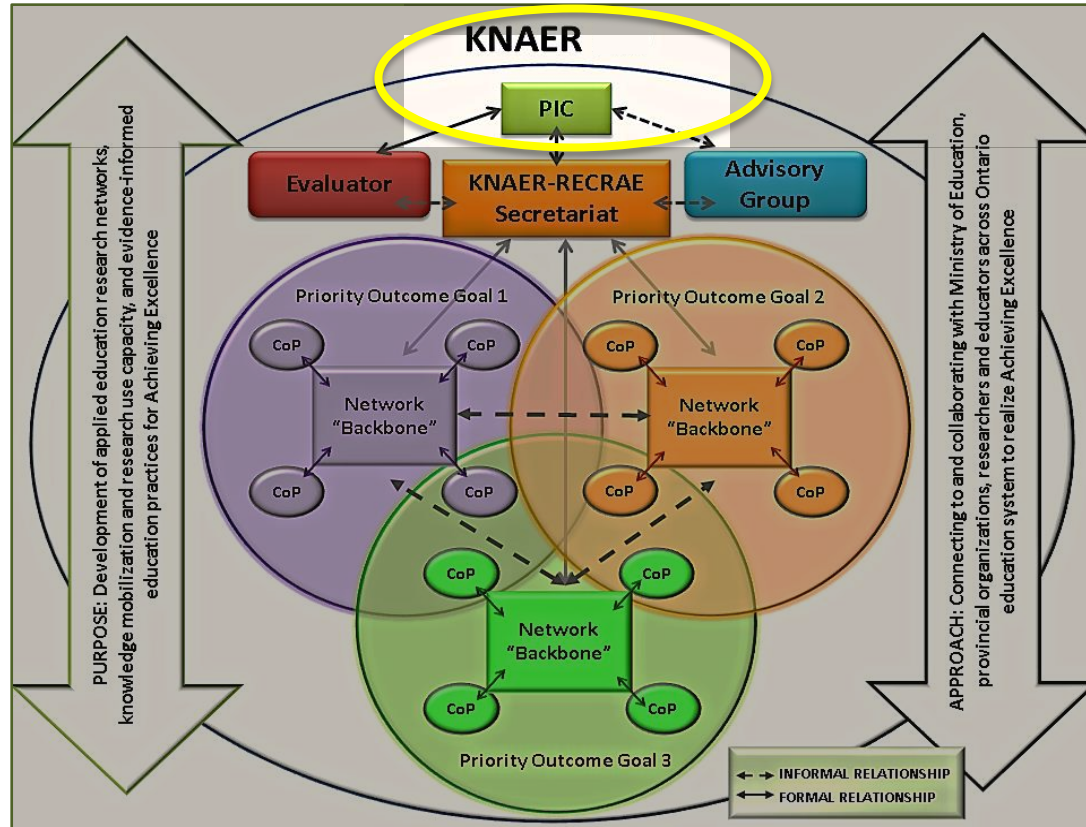 KNAER
PIC
Evaluator
KNAER-RECRAE
Secretariat
Advisory
Group
PURPOSE: Development of applied education research networks,
knowledge mobilization and research use capacity, and evidence-informed
education practices for Achieving Excellence
Priority Outcome Goal 1
CoP
CoP
Network
“Backbone”
CoP
CoP
Priority Outcome Goal 2
CoP
CoP
Network
“Backbone”
CoP
CoP
CoP
CoP
Network
“Backbone”
CoP
CoP
Priority Outcome Goal 3
APPROACH: Connecting to and collaborating with Ministry of Education,
provincial organizations, researchers and educators across Ontario
education system to realize Achieving Excellence
INFORMAL RELATIONSHIP
FORMAL RELATIONSHIP